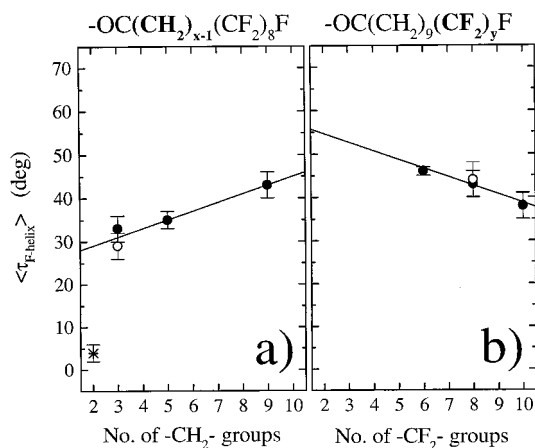 -OC(CH₂)ₓ₋₁(CF₂)₈F
-OC(CH₂)₉(CF₂)yF
<τF-helix> (deg)
70
60
50
40
30
20
10
0
a)
b)
2 3 4 5 6 7 8 9 10
2 3 4 5 6 7 8 9 10
No. of -CH₂- groups
No. of -CF₂- groups